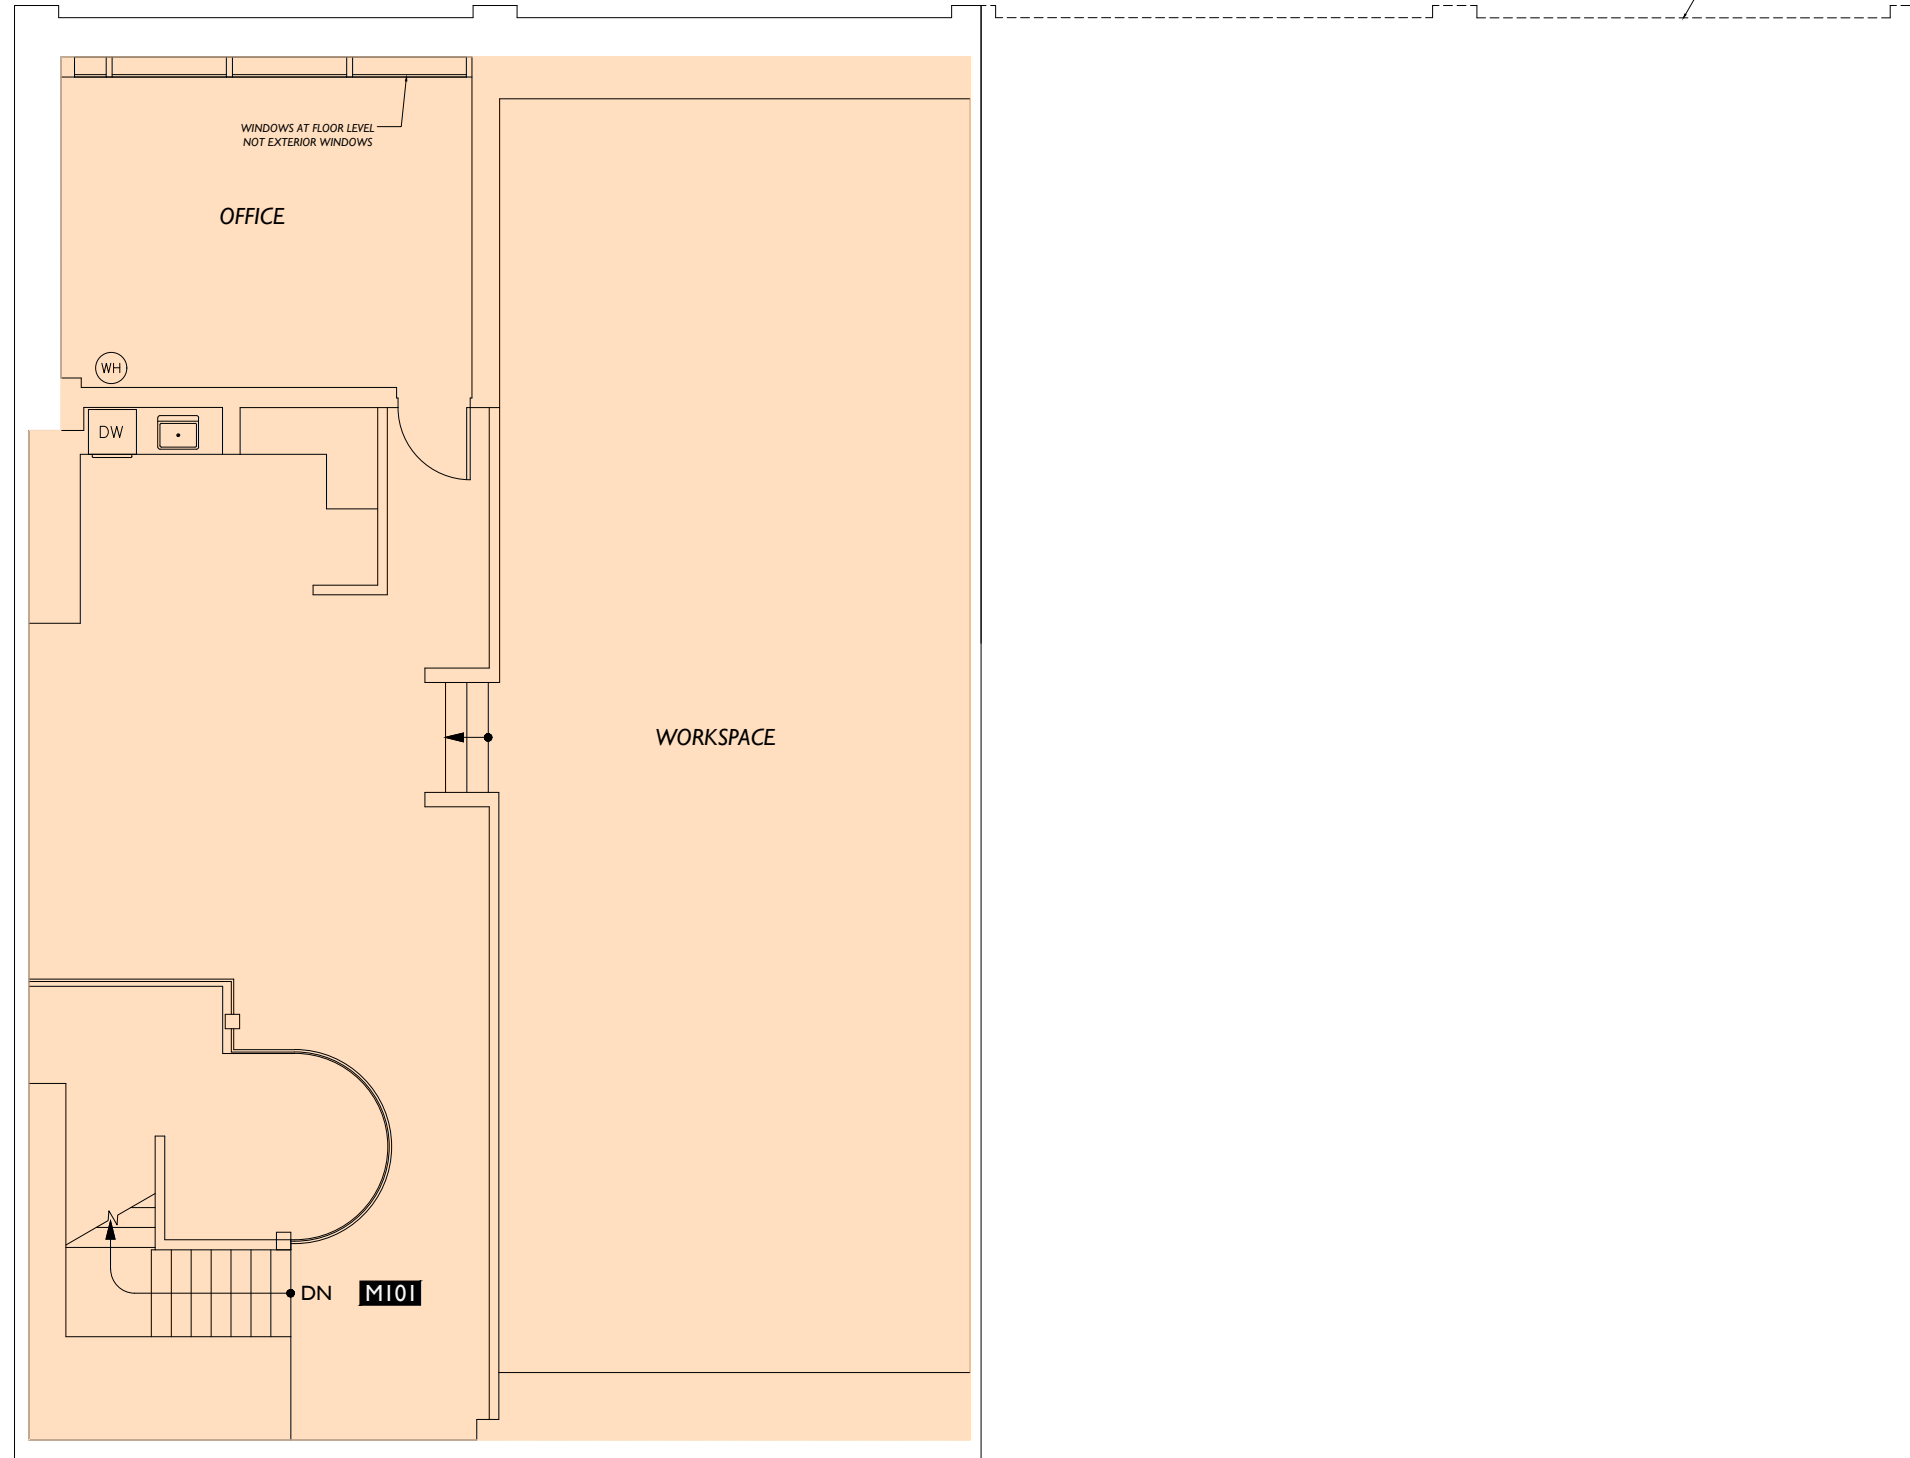 WINDOWS AT FLOOR LEVEL
NOT EXTERIOR WINDOWS
OFFICE
WH
DW
WORKSPACE
DN M101